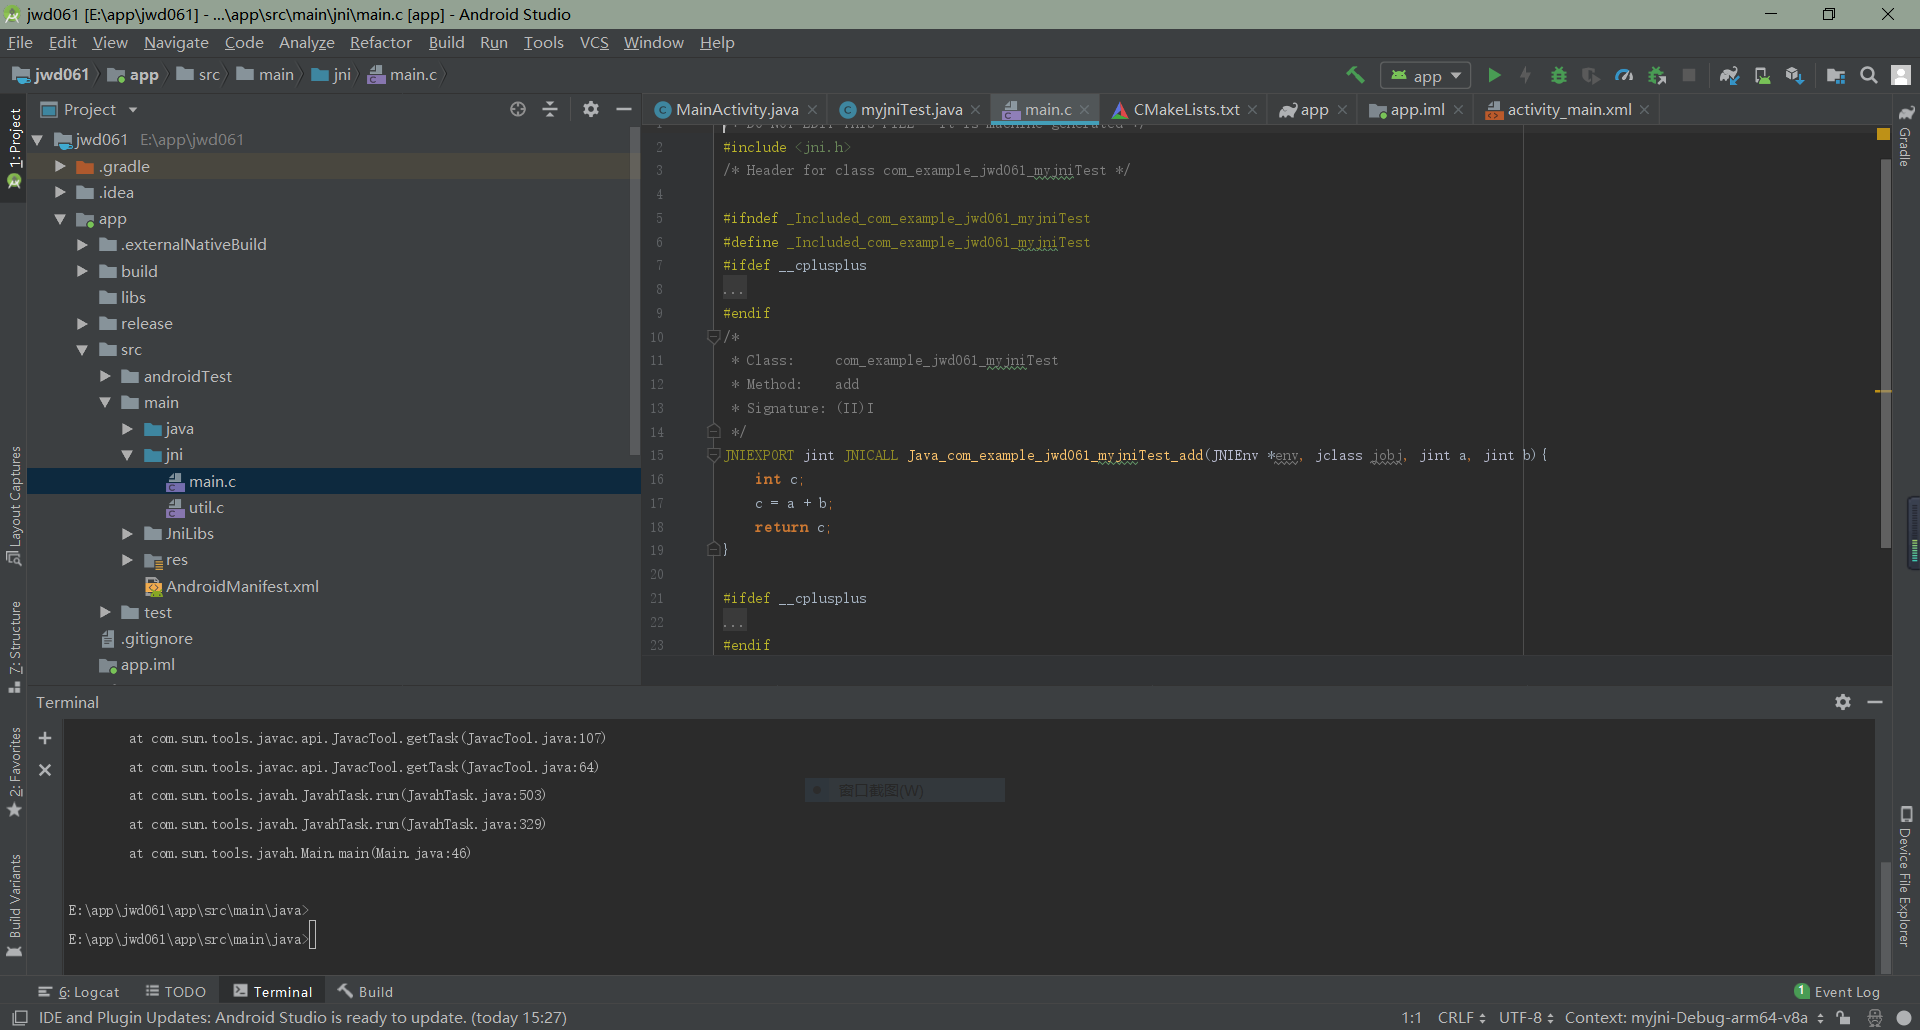 jwd061 [E:\app\jwd061] - ...\app\src\main\jni\main.c [app] - Android Studio
File Edit View Navigate Code Analyze Refactor Build Run Tools VCS Window Help
jwd061 app src main jni main.c
app
1: Project
Layout Captures
Z: Structure
2: Favorites
Build Variants
Project
jwd061 E:\app\jwd061
.gradle
.idea
app
.externalNativeBuild
build
libs
release
src
androidTest
main
java
jni
main.c
util.c
JniLibs
res
AndroidManifest.xml
test
.gitignore
app.iml
MainActivity.java myjniTest.java main.c CMakeLists.txt app app.iml activity_main.xml
1 /* DO NOT EDIT THIS FILE - it is machine generated */
2 #include <jni.h>
3 /* Header for class com_example_jwd061_myjniTest */
4
5 #ifndef _Included_com_example_jwd061_myjniTest
6 #define _Included_com_example_jwd061_myjniTest
7 #ifdef __cplusplus
8 ...
9 #endif
10 /*
11 * Class: com_example_jwd061_myjniTest
12 * Method: add
13 * Signature: (II)I
14 */
15 JNIEXPORT jint JNICALL Java_com_example_jwd061_myjniTest_add(JNIEnv *env, jclass jobj, jint a, jint b){
16 int c;
17 c = a + b;
18 return c;
19 }
20
21 #ifdef __cplusplus
22 ...
23 #endif
Gradle
Device File Explorer
Terminal
at com.sun.tools.javac.api.JavacTool.getTask(JavacTool.java:107)
at com.sun.tools.javac.api.JavacTool.getTask(JavacTool.java:64)
at com.sun.tools.javah.JavahTask.run(JavahTask.java:503)
at com.sun.tools.javah.JavahTask.run(JavahTask.java:329)
at com.sun.tools.javah.Main.main(Main.java:46)
窗口截图(W)
E:\app\jwd061\app\src\main\java>
E:\app\jwd061\app\src\main\java>
6: Logcat TODO Terminal Build 1 Event Log
IDE and Plugin Updates: Android Studio is ready to update. (today 15:27) 1:1 CRLF UTF-8 Context: myjni-Debug-arm64-v8a